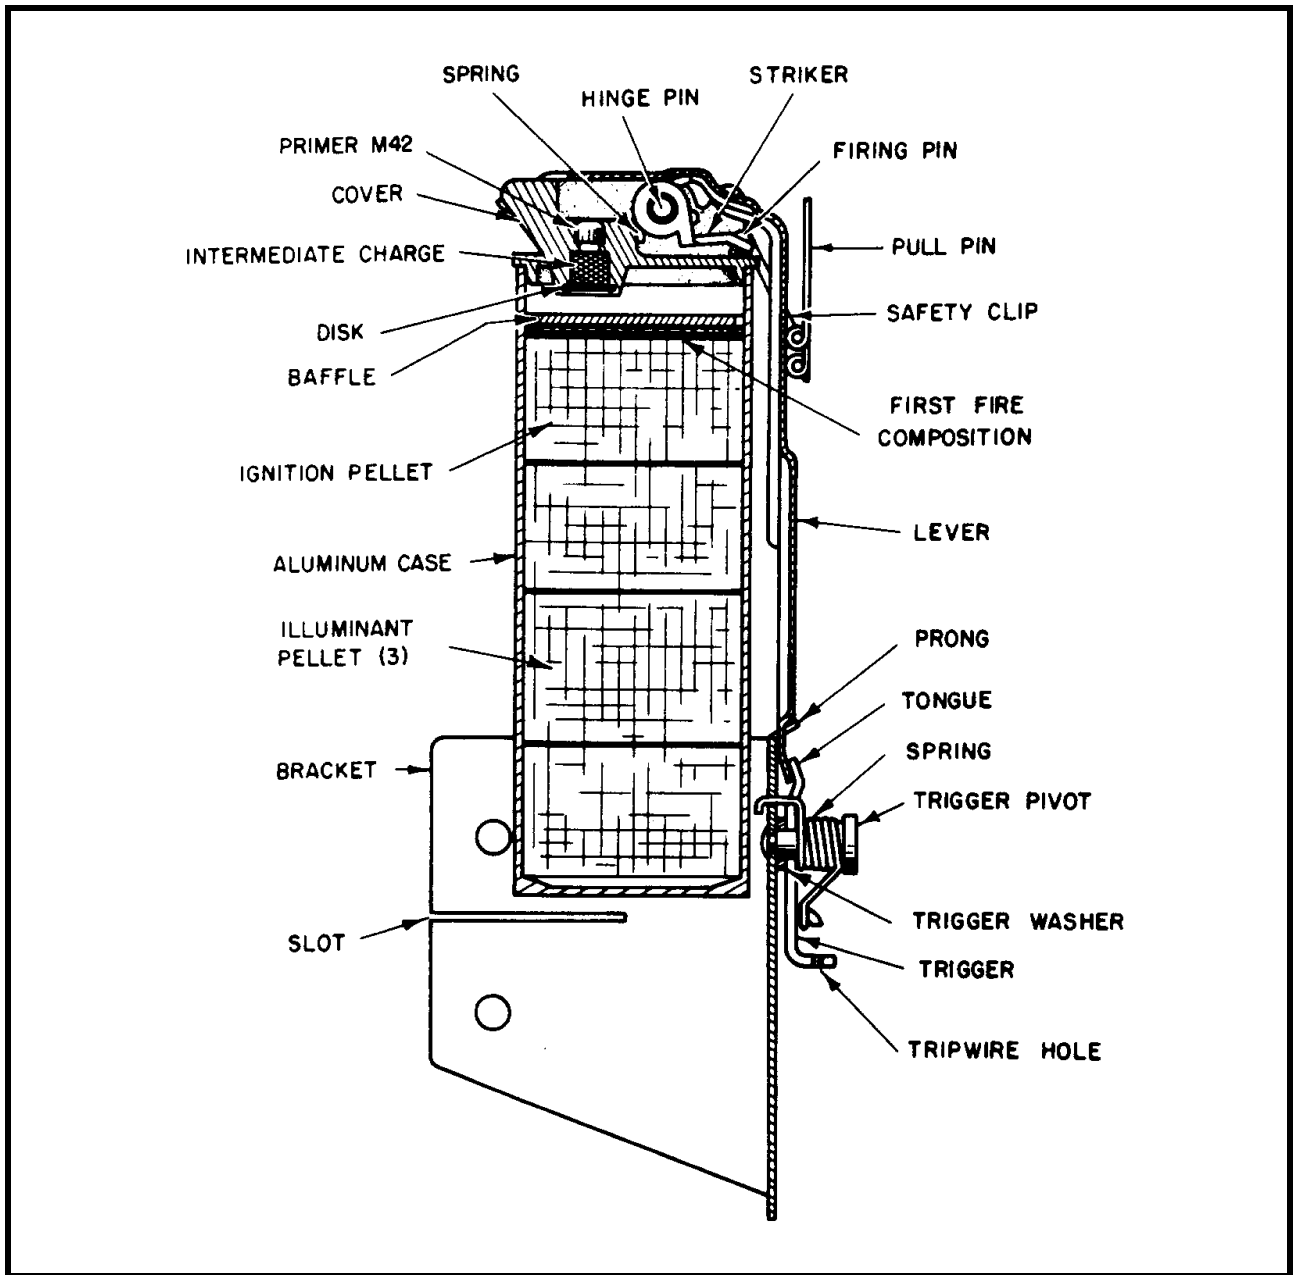 SPRING
HINGE PIN
STRIKER
PRIMER M42
FIRING PIN
COVER
PULL PIN
INTERMEDIATE CHARGE
SAFETY CLIP
DISK
BAFFLE
FIRST FIRE
COMPOSITION
IGNITION PELLET
LEVER
ALUMINUM CASE
ILLUMINANT
PELLET (3)
PRONG
TONGUE
SPRING
BRACKET
TRIGGER PIVOT
TRIGGER WASHER
SLOT
TRIGGER
TRIPWIRE HOLE